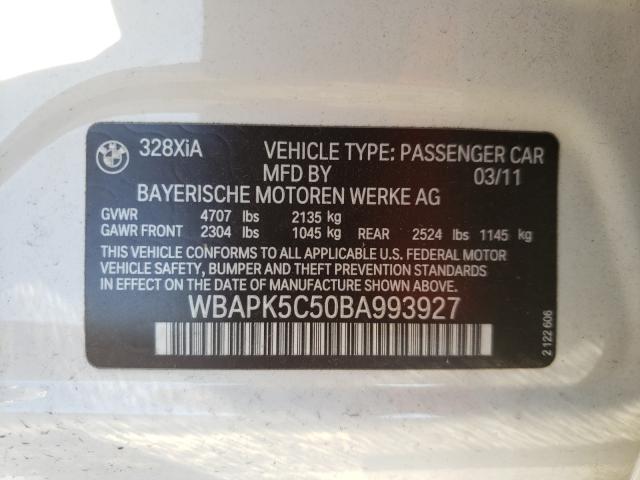 BMW
328XiA VEHICLE TYPE: PASSENGER CAR
MFD BY 03/11
BAYERISCHE MOTOREN WERKE AG
GVWR 4707 lbs 2135 kg
GAWR FRONT 2304 lbs 1045 kg REAR 2524 lbs 1145 kg
THIS VEHICLE CONFORMS TO ALL APPLICABLE U.S. FEDERAL MOTOR
VEHICLE SAFETY, BUMPER AND THEFT PREVENTION STANDARDS
IN EFFECT ON THE DATE OF MANUFACTURE SHOWN ABOVE.
WBAPK5C50BA993927
2 122 606